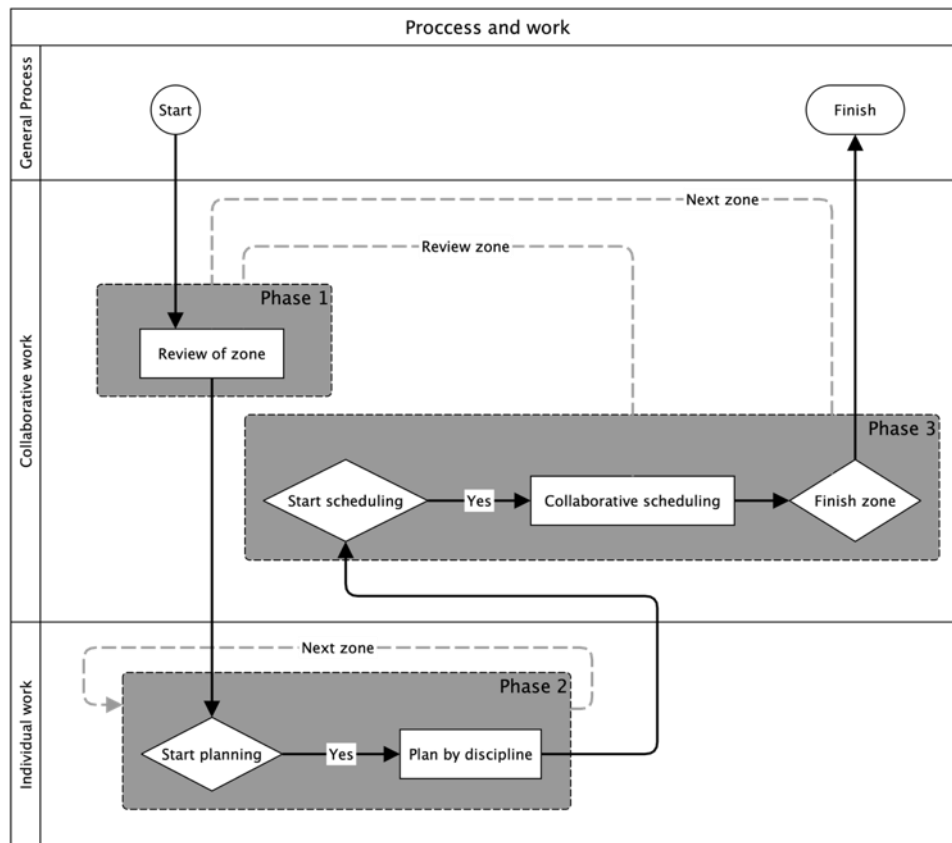 Proccess and work
General Process
Start
Finish
Collaborative work
Next zone
Review zone
Phase 1
Review of zone
Phase 3
Start scheduling
Yes
Collaborative scheduling
Finish zone
Individual work
Next zone
Phase 2
Start planning
Yes
Plan by discipline